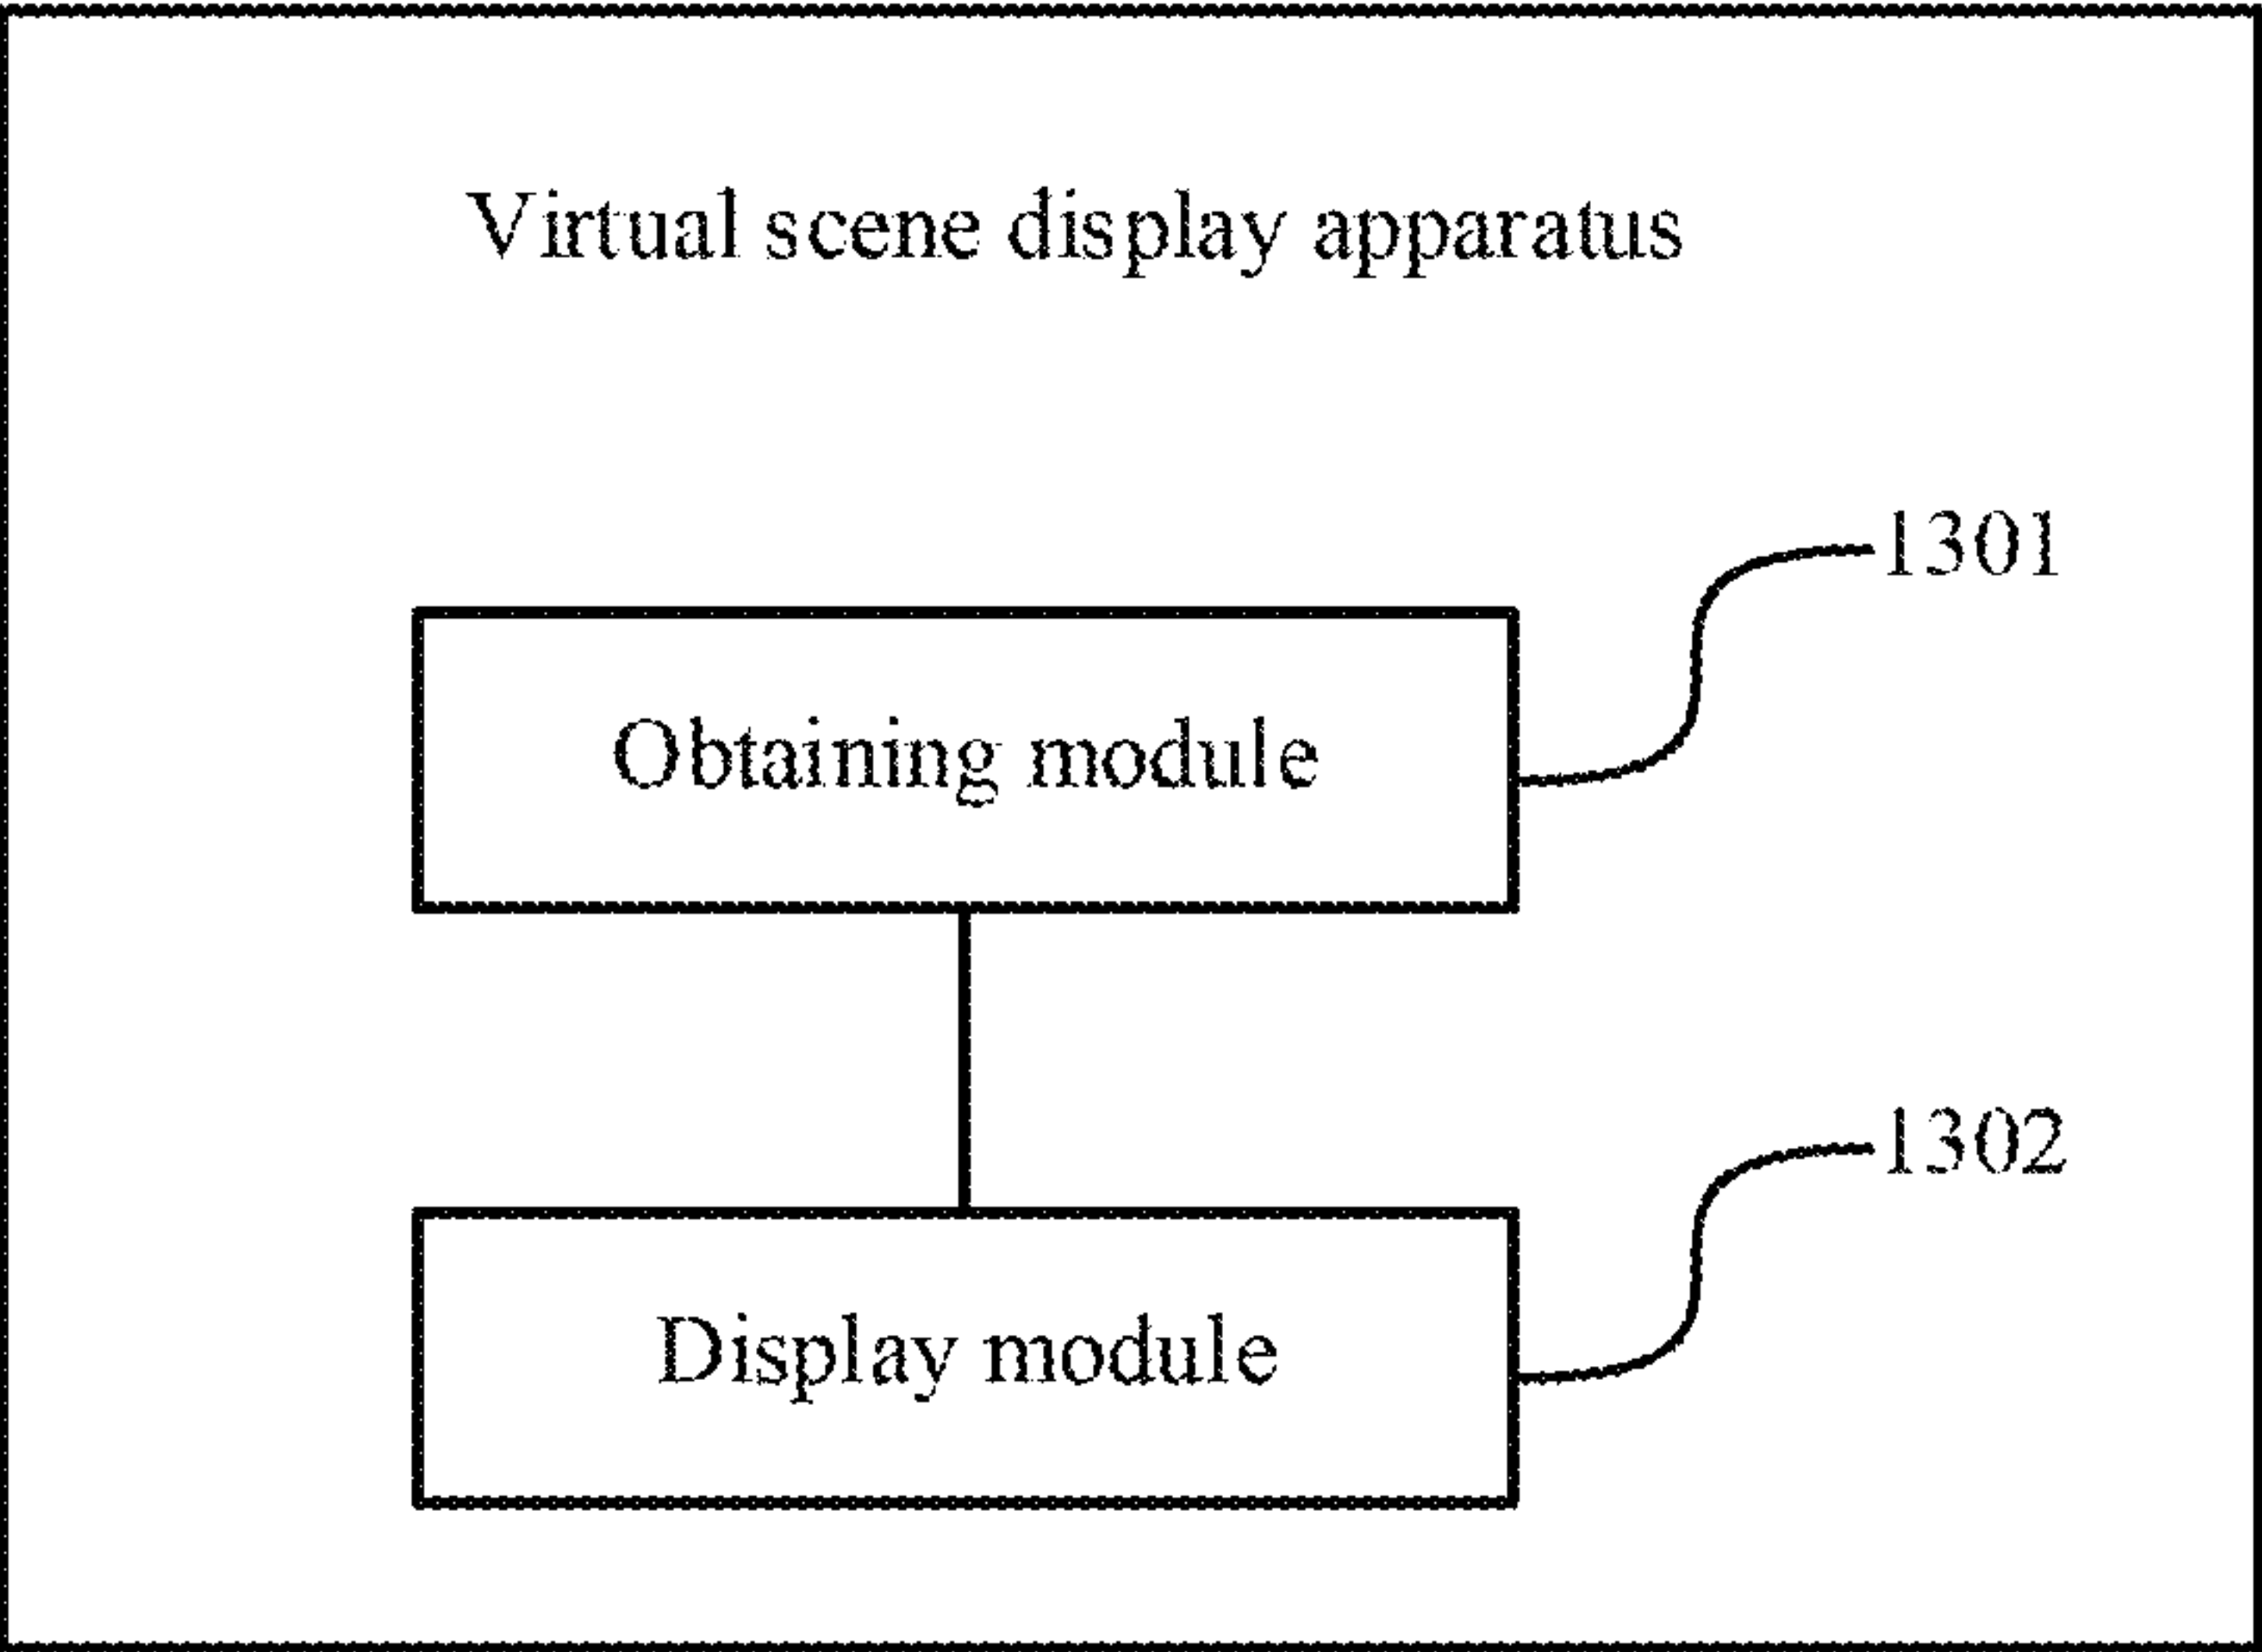 Virtual scene display apparatus
1301
Obtaining module
1302
Display module